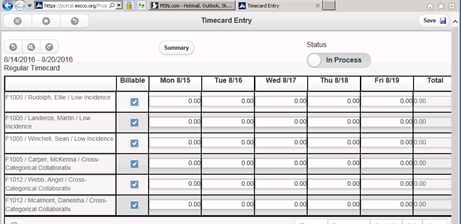 https://portal.escco.org/Prea
MSN.com - Hotmail, Outlook, Sk...
Timecard Entry
Timecard Entry
Save
Status
Summary
In Process
8/14/2016 - 8/20/2016
Regular Timecard
Billable Mon 8/15 Tue 8/16 Wed 8/17 Thu 8/18 Fri 8/19 Total
F1005 / Rudolph, Ellie / Low Incidence 0.00 0.00 0.00 0.00 0.00 0.00
F1005 / Landeros, Martin / Low
Incidence 0.00 0.00 0.00 0.00 0.00 0.00
F1005 / Winchell, Sean / Low Incidence 0.00 0.00 0.00 0.00 0.00 0.00
F1005 / Carper, McKenna / Cross-
Categorical Collaborativ 0.00 0.00 0.00 0.00 0.00 0.00
F1012 / Webb, Angel / Cross-
Categorical Collaborativ 0.00 0.00 0.00 0.00 0.00 0.00
F1012 / Mcalmont, Daneisha / Cross-
Categorical Collaborativ 0.00 0.00 0.00 0.00 0.00 0.00